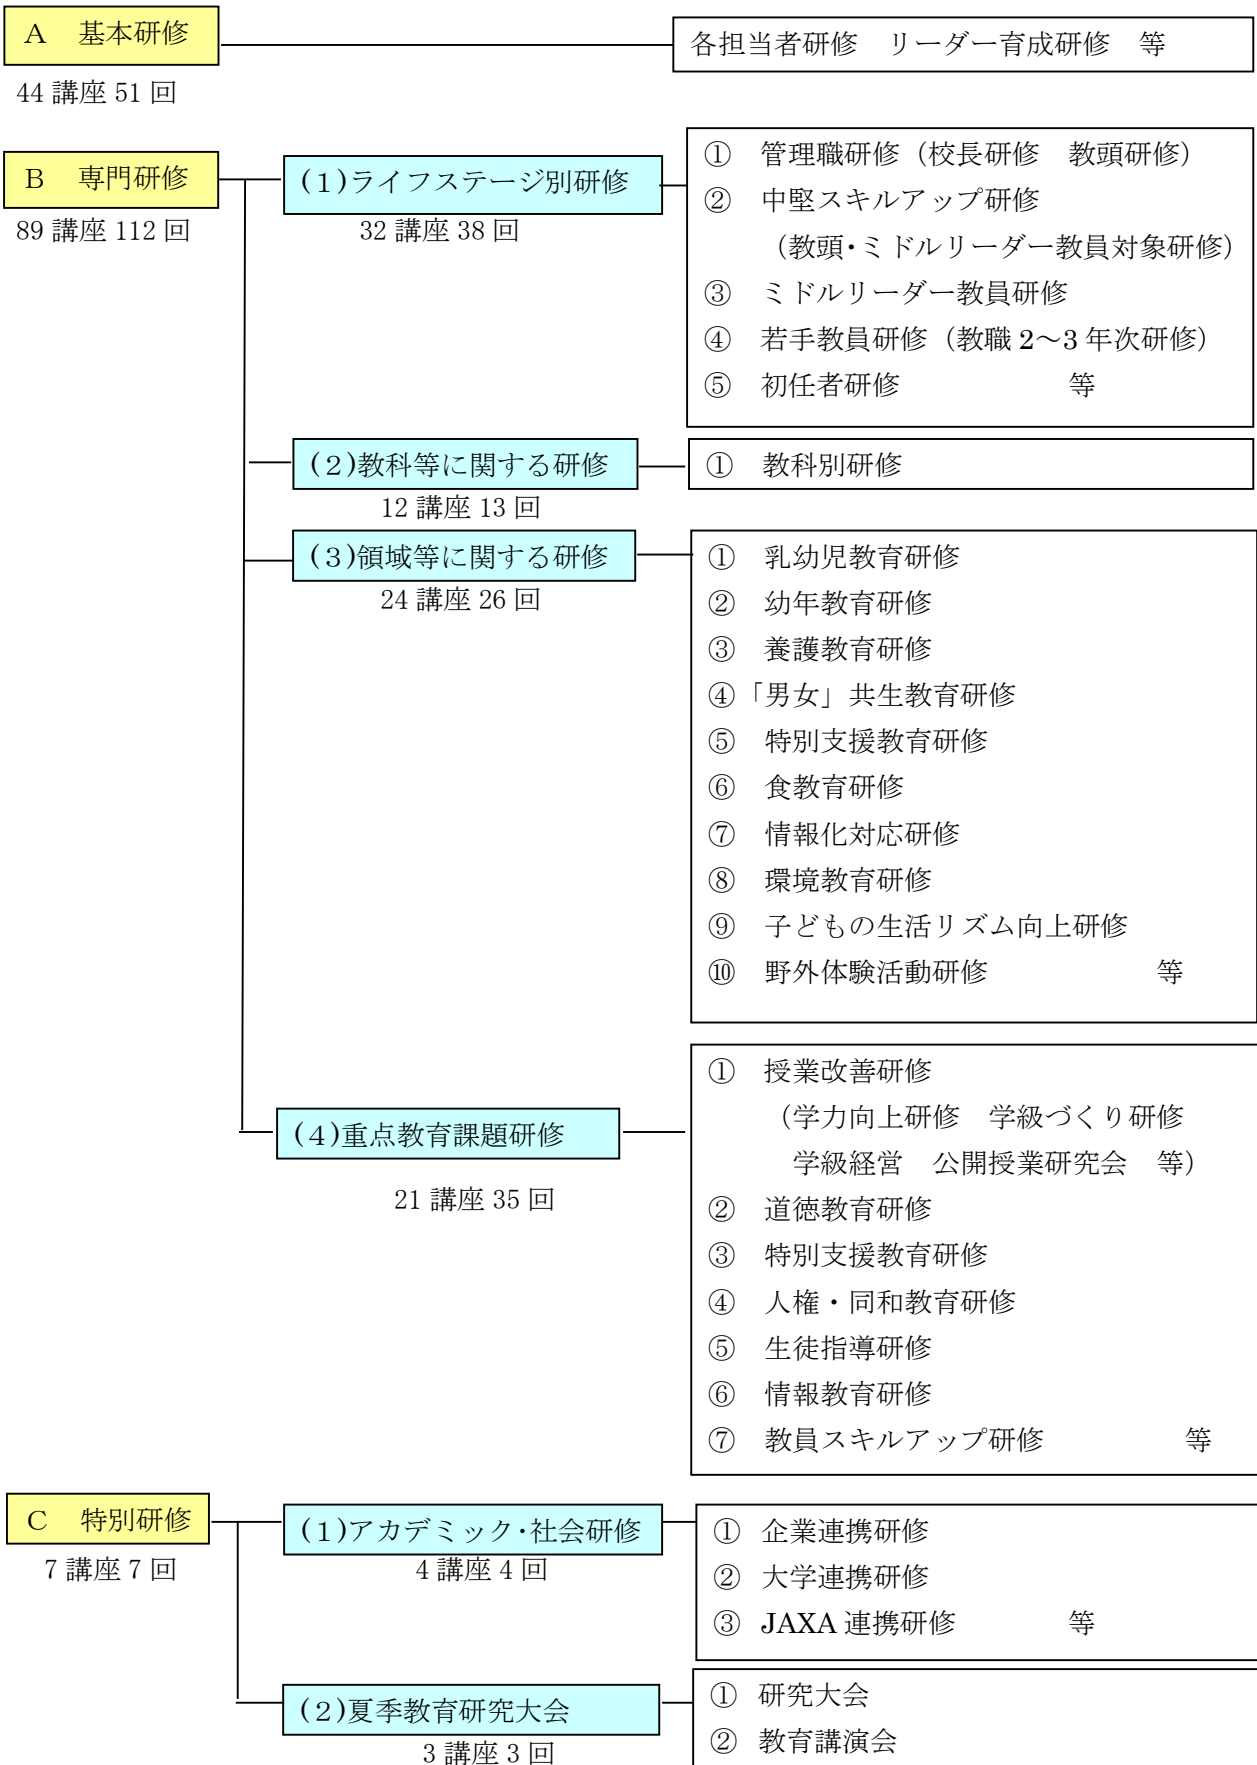 A　基本研修
各担当者研修　リーダー育成研修　等
44 講座 51 回
B　専門研修
89 講座 112 回
(１)ライフステージ別研修
32 講座 38 回
①　管理職研修（校長研修　教頭研修）
②　中堅スキルアップ研修
（教頭・ミドルリーダー教員対象研修）
③　ミドルリーダー教員研修
④　若手教員研修（教職 2～3 年次研修）
⑤　初任者研修　　　　　　等
(２)教科等に関する研修
12 講座 13 回
①　教科別研修
(３)領域等に関する研修
24 講座 26 回
①　乳幼児教育研修
②　幼年教育研修
③　養護教育研修
④「男女」共生教育研修
⑤　特別支援教育研修
⑥　食教育研修
⑦　情報化対応研修
⑧　環境教育研修
⑨　子どもの生活リズム向上研修
⑩　野外体験活動研修　　　　　　等
(４)重点教育課題研修
21 講座 35 回
①　授業改善研修
（学力向上研修　学級づくり研修
学級経営　公開授業研究会　等）
②　道徳教育研修
③　特別支援教育研修
④　人権・同和教育研修
⑤　生徒指導研修
⑥　情報教育研修
⑦　教員スキルアップ研修　　　　　等
C　特別研修
7 講座 7 回
(１)アカデミック・社会研修
4 講座 4 回
①　企業連携研修
②　大学連携研修
③　JAXA 連携研修　　　　等
(２)夏季教育研究大会
3 講座 3 回
①　研究大会
②　教育講演会